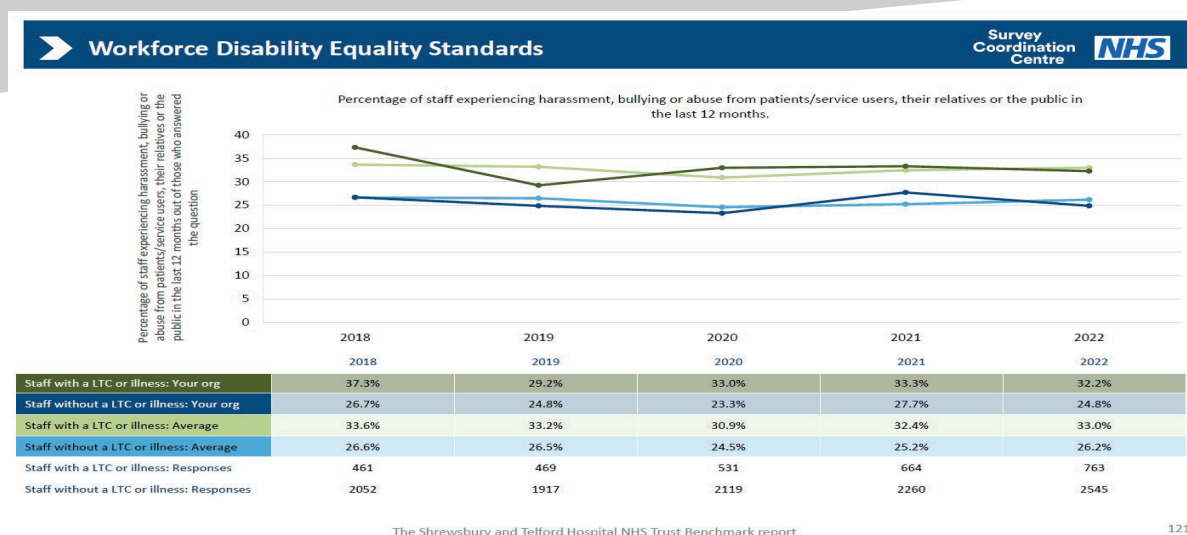 Workforce Disability Equality Standards
Survey
Coordination
Centre
NHS
Percentage of staff experiencing harassment, bullying or abuse from patients/service users, their relatives or the public in
the last 12 months.
Percentage of staff experiencing harassment, bullying or
abuse from patients/service users, their relatives or the
public in the last 12 months out of those who answered
the question
40
35
30
25
20
15
10
5
0
2018 2019 2020 2021 2022
2018 2019 2020 2021 2022
Staff with a LTC or illness: Your org 37.3% 29.2% 33.0% 33.3% 32.2%
Staff without a LTC or illness: Your org 26.7% 24.8% 23.3% 27.7% 24.8%
Staff with a LTC or illness: Average 33.6% 33.2% 30.9% 32.4% 33.0%
Staff without a LTC or illness: Average 26.6% 26.5% 24.5% 25.2% 26.2%
Staff with a LTC or illness: Responses 461 469 531 664 763
Staff without a LTC or illness: Responses 2052 1917 2119 2260 2545
The Shrewsbury and Telford Hospital NHS Trust Benchmark report
121